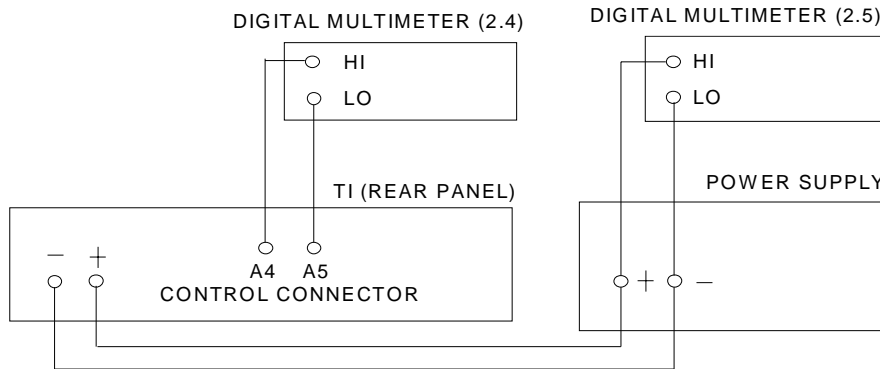 DIGITAL MULTIMETER (2.4)
DIGITAL MULTIMETER (2.5)
HI
LO
HI
LO
TI (REAR PANEL)
POWER SUPPLY
− +
A4 A5
CONTROL CONNECTOR
+ −